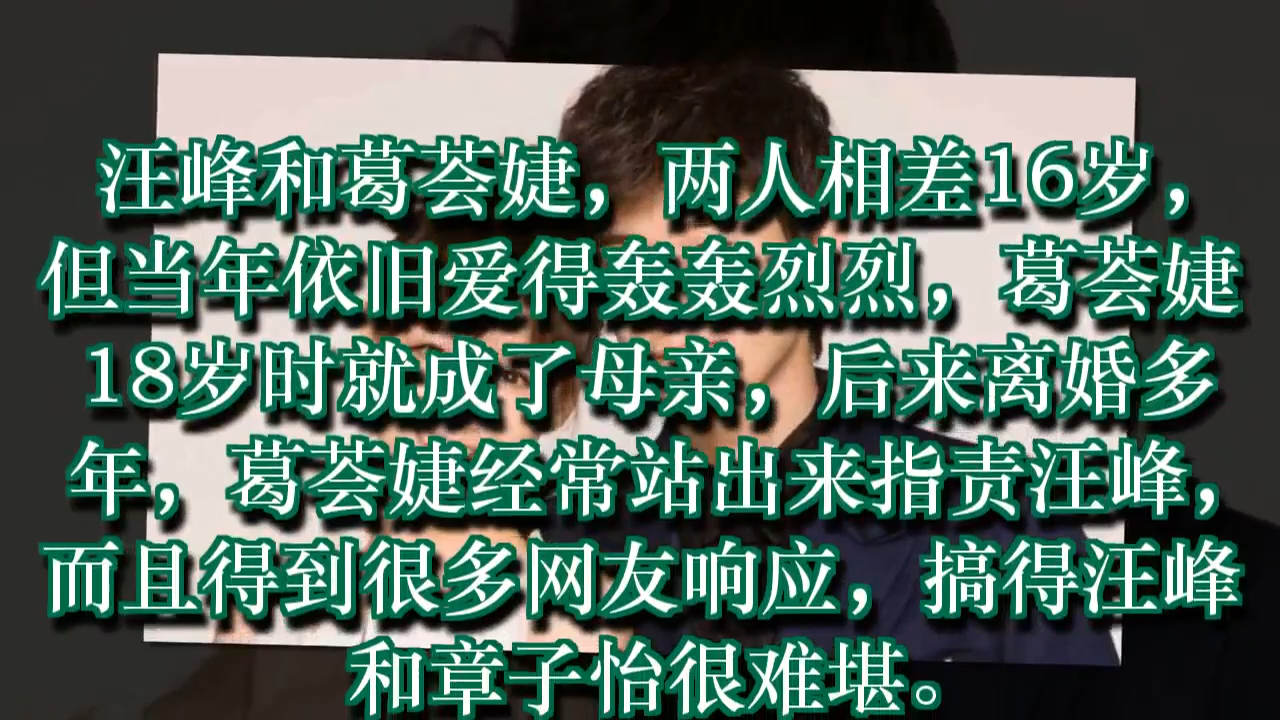 汪峰和葛荟婕，两人相差16岁，
但当年依旧爱得轰轰烈烈，葛荟婕
18岁时就成了母亲，后来离婚多
年，葛荟婕经常站出来指责汪峰，
而且得到很多网友响应，搞得汪峰
和章子怡很难堪。